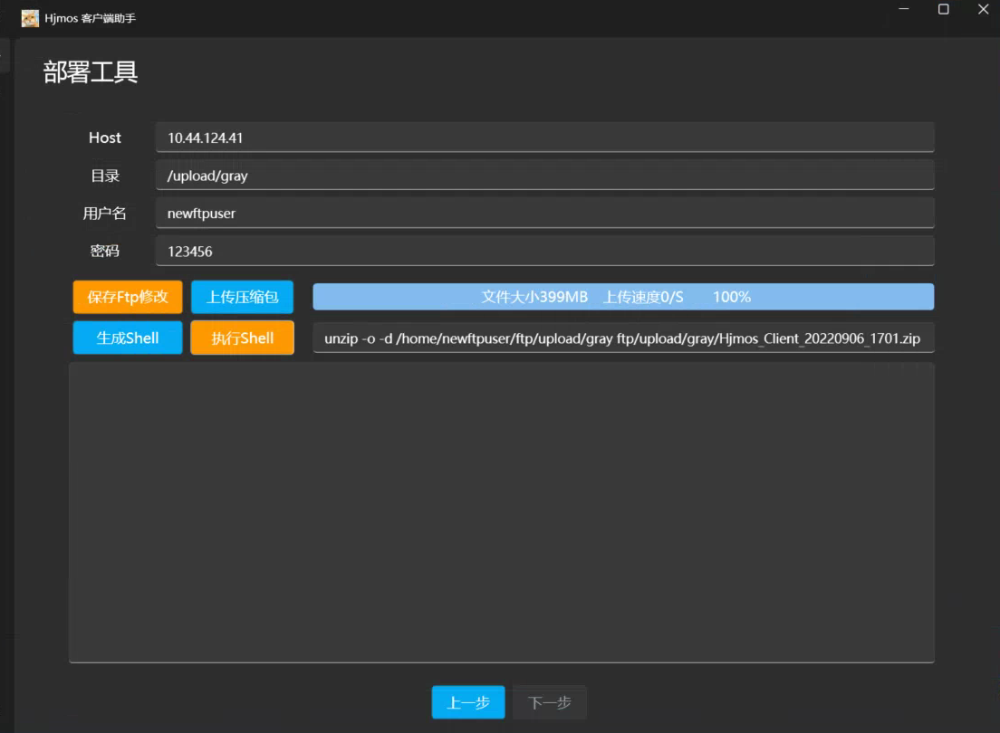 Hjmos 客户端助手
部署工具
Host 10.44.124.41
目录 /upload/gray
用户名 newftpuser
密码 123456
保存Ftp修改 上传压缩包 文件大小399MB 上传速度0/S 100%
生成Shell 执行Shell unzip -o -d /home/newftpuser/ftp/upload/gray ftp/upload/gray/Hjmos_Client_20220906_1701.zip
上一步 下一步